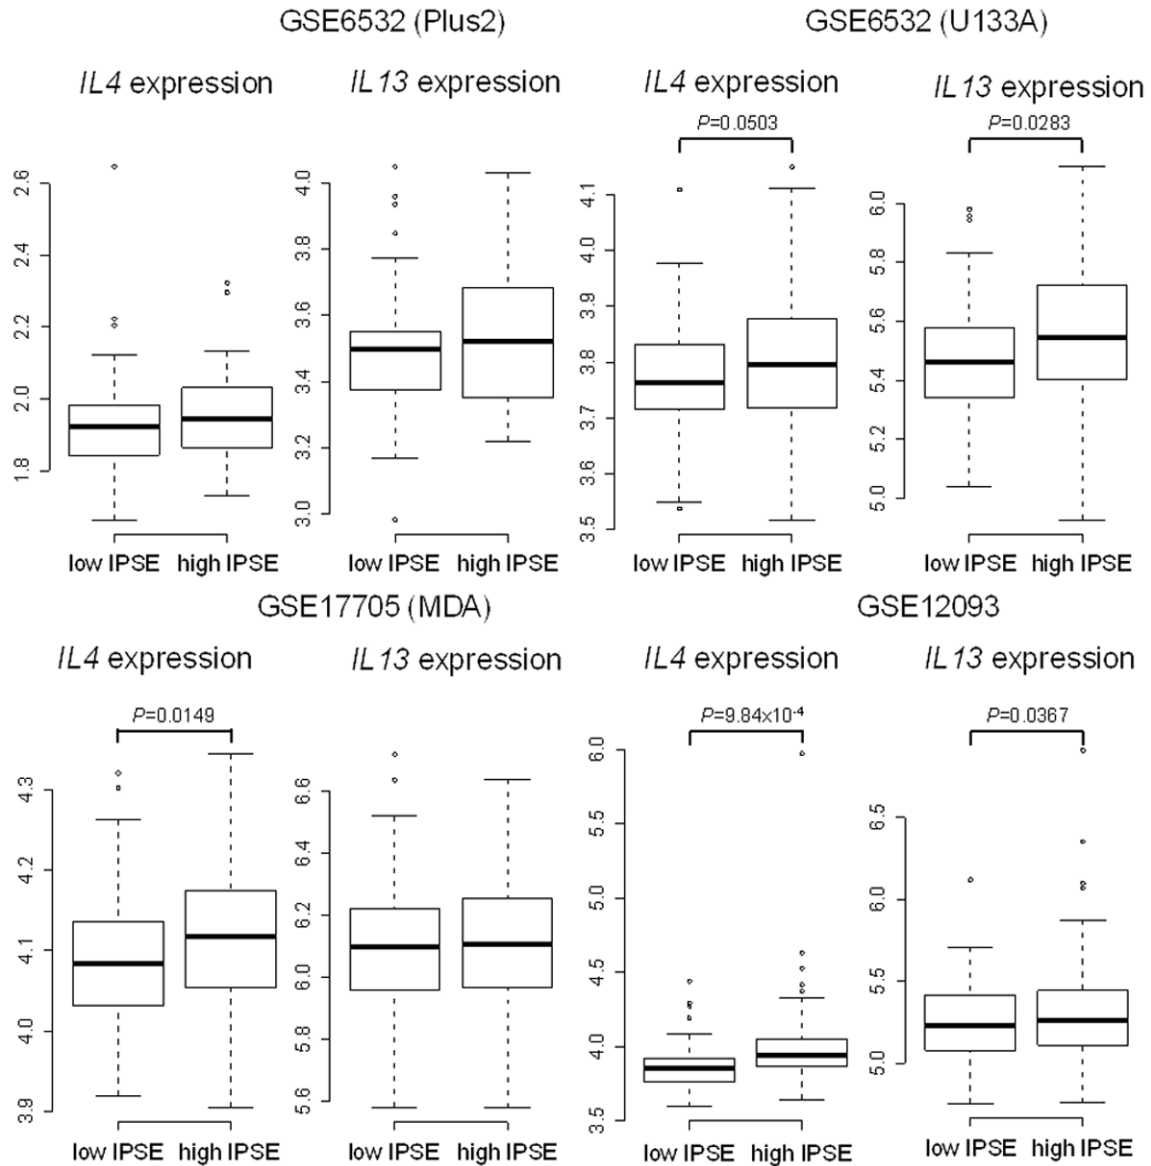 GSE6532 (Plus2)
GSE6532 (U133A)
IL4 expression
IL13 expression
IL4 expression
IL13 expression
P=0.0503
P=0.0283
2.6
2.4
2.2
2.0
1.8
4.0
3.8
3.6
3.4
3.2
3.0
4.1
4.0
3.9
3.8
3.7
3.6
3.5
6.0
5.8
5.6
5.4
5.2
5.0
low IPSE high IPSE
low IPSE high IPSE
low IPSE high IPSE
low IPSE high IPSE
GSE17705 (MDA)
GSE12093
IL4 expression
IL13 expression
IL4 expression
IL13 expression
P=0.0149
P=9.84x10⁻⁴
P=0.0367
4.3
4.2
4.1
4.0
3.9
6.6
6.4
6.2
6.0
5.8
5.6
6.0
5.5
5.0
4.5
4.0
3.5
6.5
6.0
5.5
5.0
low IPSE high IPSE
low IPSE high IPSE
low IPSE high IPSE
low IPSE high IPSE